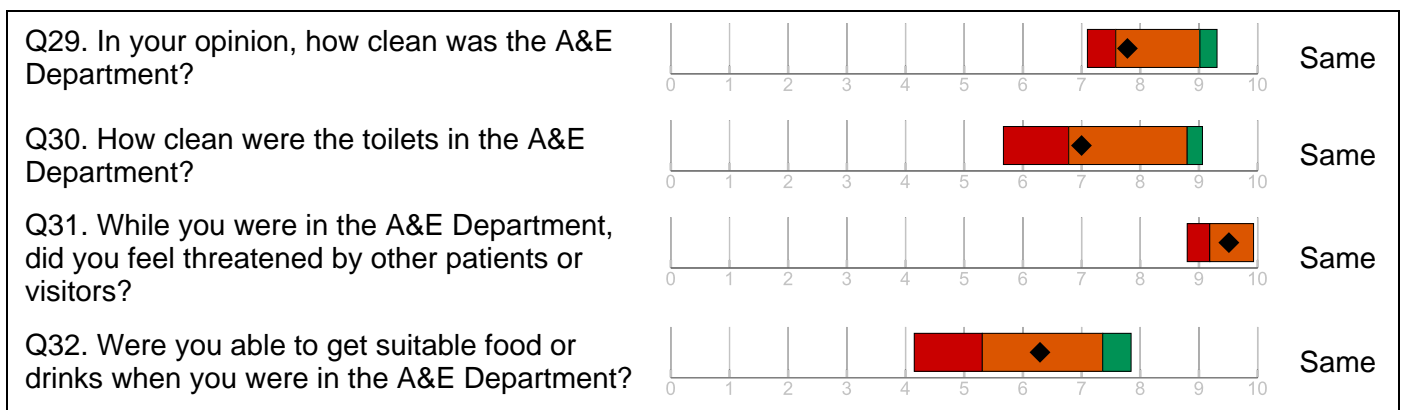 Q29. In your opinion, how clean was the A&E
Department?
0 1 2 3 4 5 6 7 8 9 10
Same
Q30. How clean were the toilets in the A&E
Department?
0 1 2 3 4 5 6 7 8 9 10
Same
Q31. While you were in the A&E Department,
did you feel threatened by other patients or
visitors?
0 1 2 3 4 5 6 7 8 9 10
Same
Q32. Were you able to get suitable food or
drinks when you were in the A&E Department?
0 1 2 3 4 5 6 7 8 9 10
Same